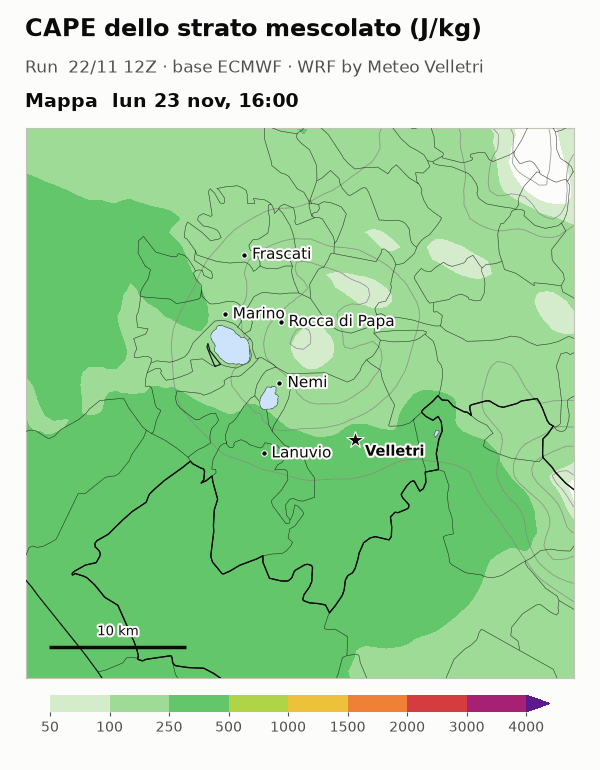 CAPE dello strato mescolato (J/kg)
Run  22/11 12Z · base ECMWF · WRF by Meteo Velletri
Mappa  lun 23 nov, 16:00
Frascati
Marino
Rocca di Papa
Nemi
Velletri
Lanuvio
10 km
50 100 250 500 1000 1500 2000 3000 4000